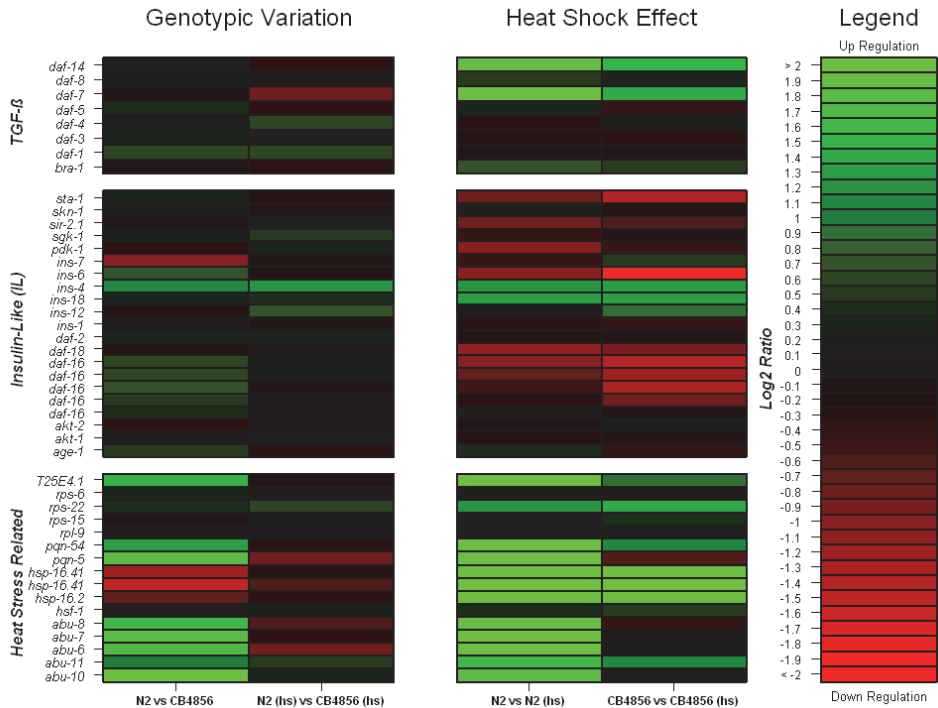 Genotypic Variation
Heat Shock Effect
Legend
Up Regulation
TGF-ß
daf-14
daf-8
daf-7
daf-5
daf-4
daf-3
daf-1
bra-1
Insulin-Like (IL)
sta-1
skn-1
sir-2.1
sgk-1
pdk-1
ins-7
ins-6
ins-4
ins-18
ins-12
ins-1
daf-2
daf-18
daf-16
daf-16
daf-16
daf-16
daf-16
akt-2
akt-1
age-1
Heat Stress Related
T25E4.1
rps-6
rps-22
rps-15
rpl-9
pqn-54
pqn-5
hsp-16.41
hsp-16.41
hsp-16.2
hsf-1
abu-8
abu-7
abu-6
abu-11
abu-10
N2 vs CB4856
N2 (hs) vs CB4856 (hs)
N2 vs N2 (hs)
CB4856 vs CB4856 (hs)
Log2 Ratio
> 2
1.9
1.8
1.7
1.6
1.5
1.4
1.3
1.2
1.1
1
0.9
0.8
0.7
0.6
0.5
0.4
0.3
0.2
0.1
0
-0.1
-0.2
-0.3
-0.4
-0.5
-0.6
-0.7
-0.8
-0.9
-1
-1.1
-1.2
-1.3
-1.4
-1.5
-1.6
-1.7
-1.8
-1.9
< -2
Down Regulation